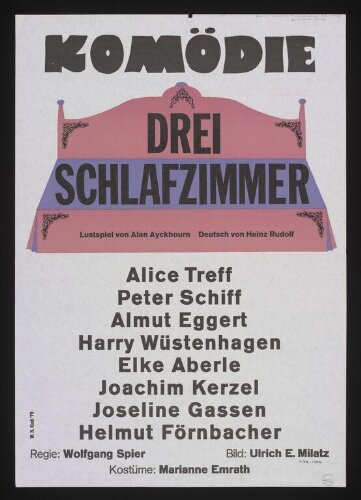 KOMÖDIE
DREI
SCHLAFZIMMER
Lustspiel von Alan Ayckbourn Deutsch von Heinz Rudolf
Alice Treff
Peter Schiff
Almut Eggert
Harry Wüstenhagen
Elke Aberle
Joachim Kerzel
Joseline Gassen
Helmut Förnbacher
Regie: Wolfgang Spier Bild: Ulrich E. Milatz
Kostüme: Marianne Emrath